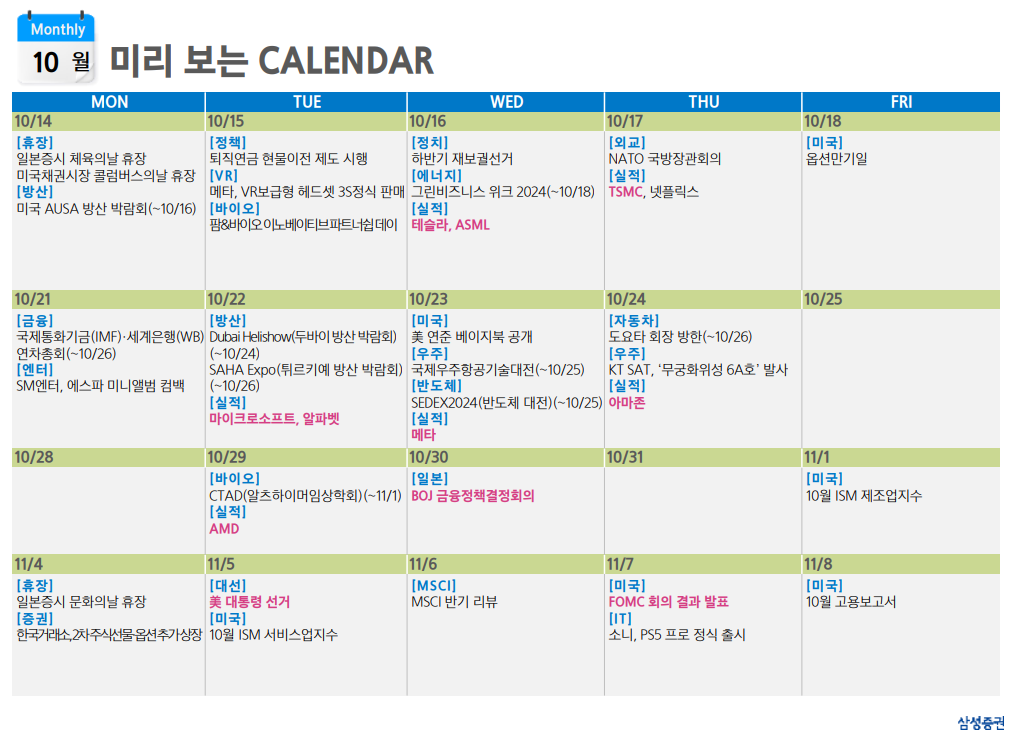 Monthly
10 월
미리 보는 CALENDAR
MON TUE WED THU FRI
10/14 10/15 10/16 10/17 10/18
[휴장]
일본증시 체육의날 휴장
미국채권시장 콜럼버스의날 휴장
[방산]
미국 AUSA 방산 박람회(~10/16)
[정책]
퇴직연금 현물이전 제도 시행
[VR]
메타, VR보급형 헤드셋 3S정식 판매
[바이오]
팜&바이오 이노베이티브 파트너쉽 데이
[정치]
하반기 재보궐선거
[에너지]
그린비즈니스 위크 2024(~10/18)
[실적]
테슬라, ASML
[외교]
NATO 국방장관회의
[실적]
TSMC, 넷플릭스
[미국]
옵션만기일
10/21 10/22 10/23 10/24 10/25
[금융]
국제통화기금(IMF)·세계은행(WB)
연차총회(~10/26)
[엔터]
SM엔터, 에스파 미니앨범 컴백
[방산]
Dubai Helishow(두바이 방산 박람회)
(~10/24)
SAHA Expo(튀르키예 방산 박람회)
(~10/26)
[실적]
마이크로소프트, 알파벳
[미국]
美 연준 베이지북 공개
[우주]
국제우주항공기술대전(~10/25)
[반도체]
SEDEX2024(반도체 대전)(~10/25)
[실적]
메타
[자동차]
도요타 회장 방한(~10/26)
[우주]
KT SAT, ‘무궁화위성 6A호’ 발사
[실적]
아마존
10/28 10/29 10/30 10/31 11/1
[바이오]
CTAD(알츠하이머임상학회)(~11/1)
[실적]
AMD
[일본]
BOJ 금융정책결정회의
[미국]
10월 ISM 제조업지수
11/4 11/5 11/6 11/7 11/8
[휴장]
일본증시 문화의날 휴장
[증권]
한국거래소, 2차 주식선물·옵션 추가 상장
[대선]
美 대통령 선거
[미국]
10월 ISM 서비스업지수
[MSCI]
MSCI 반기 리뷰
[미국]
FOMC 회의 결과 발표
[IT]
소니, PS5 프로 정식 출시
[미국]
10월 고용보고서
삼성증권